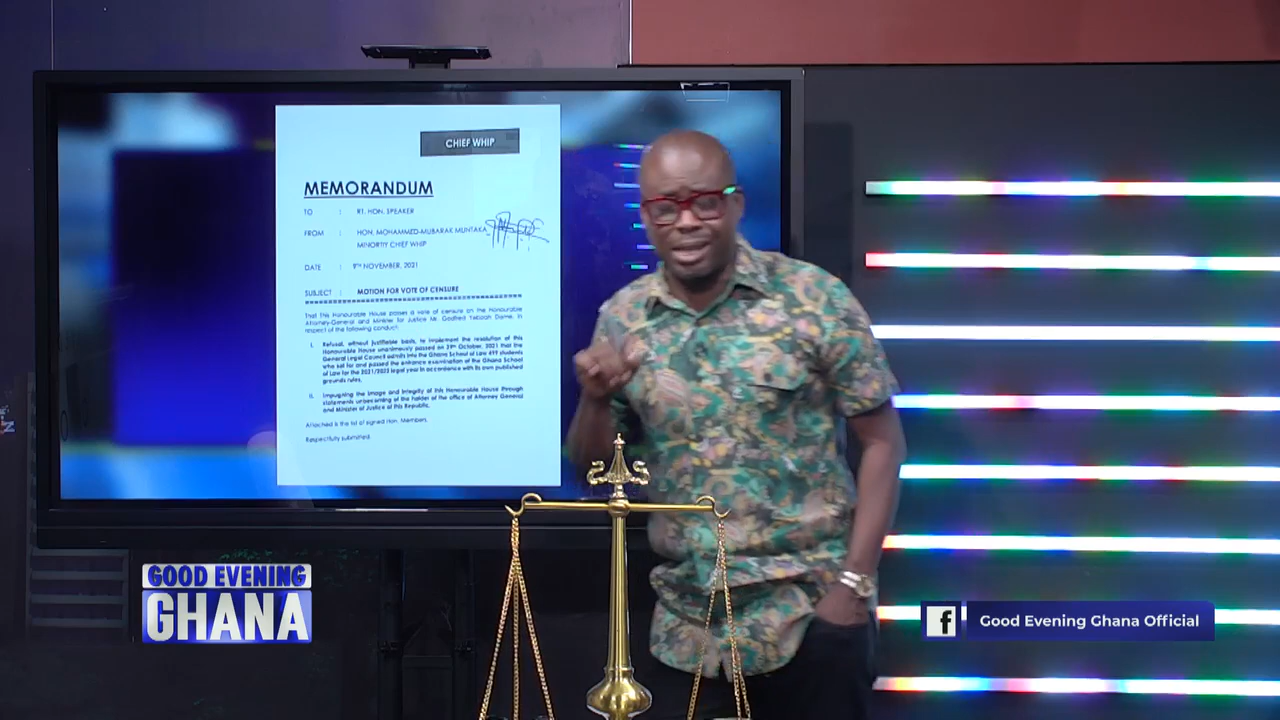 CHIEF WHIP
MEMORANDUM
TO : RT. HON. SPEAKER
FROM : HON. MOHAMMED-MUBARAK MUNTAKA
MINORITIY CHIEF WHIP
DATE : 9TH NOVEMBER, 2021
SUBJECT : MOTION FOR VOTE OF CENSURE
That this Honourable House passes a vote of censure on the Honourable
Attorney-General and Minister for Justice Mr. Godfred Yeboah Dame, in
respect of the following conduct:
i. Refusal, without justifiable basis, to implement the resolution of this
Honourable House unanimously passed on 29th October, 2021 that the
General Legal Council admits into the Ghana School of Law 499 students
who sat for and passed the entrance examination of the Ghana School
of Law for the 2021/2022 legal year in accordance with its own published
grounds rules.
ii. Impugning the image and integrity of this Honourable House through
statements unbecoming of the holder of the office of Attorney General
and Minister of Justice of this Republic.
Attached is the list of signed Hon. Members.
Respectfully submitted.
GOOD EVENING
GHANA
f Good Evening Ghana Official